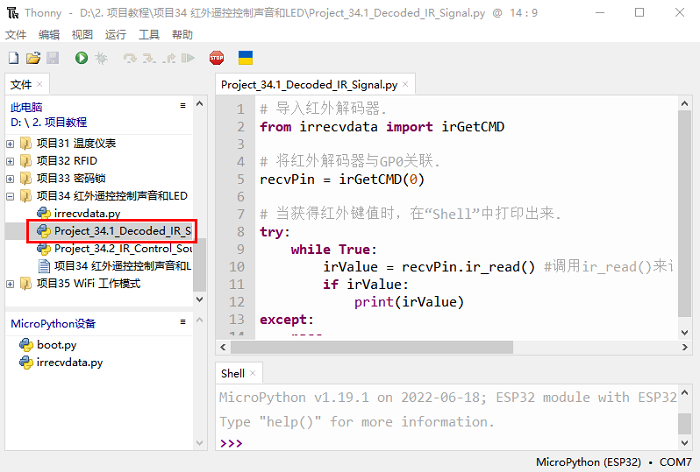 Thonny - D:\2. 项目教程\项目34 红外遥控控制声音和LED\Project_34.1_Decoded_IR_Signal.py @ 14 : 9
文件 编辑 视图 运行 工具 帮助
STOP
文件
此电脑
D: \ 2. 项目教程
项目31 温度仪表
项目32 RFID
项目33 密码锁
项目34 红外遥控控制声音和LED
irrecvdata.py
Project_34.1_Decoded_IR_S
Project_34.2_IR_Control_Sou
项目34 红外遥控控制声音和L
项目35 WiFi 工作模式
MicroPython设备
boot.py
irrecvdata.py
Project_34.1_Decoded_IR_Signal.py
1 # 导入红外解码器.
2 from irrecvdata import irGetCMD
3
4 # 将红外解码器与GP0关联.
5 recvPin = irGetCMD(0)
6
7 # 当获得红外键值时，在“Shell”中打印出来.
8 try:
9 while True:
10 irValue = recvPin.ir_read() #调用ir_read()来
11 if irValue:
12 print(irValue)
13 except:
14 pass
Shell
MicroPython v1.19.1 on 2022-06-18; ESP32 module with ESP32
Type "help()" for more information.
>>>
MicroPython (ESP32) • COM7